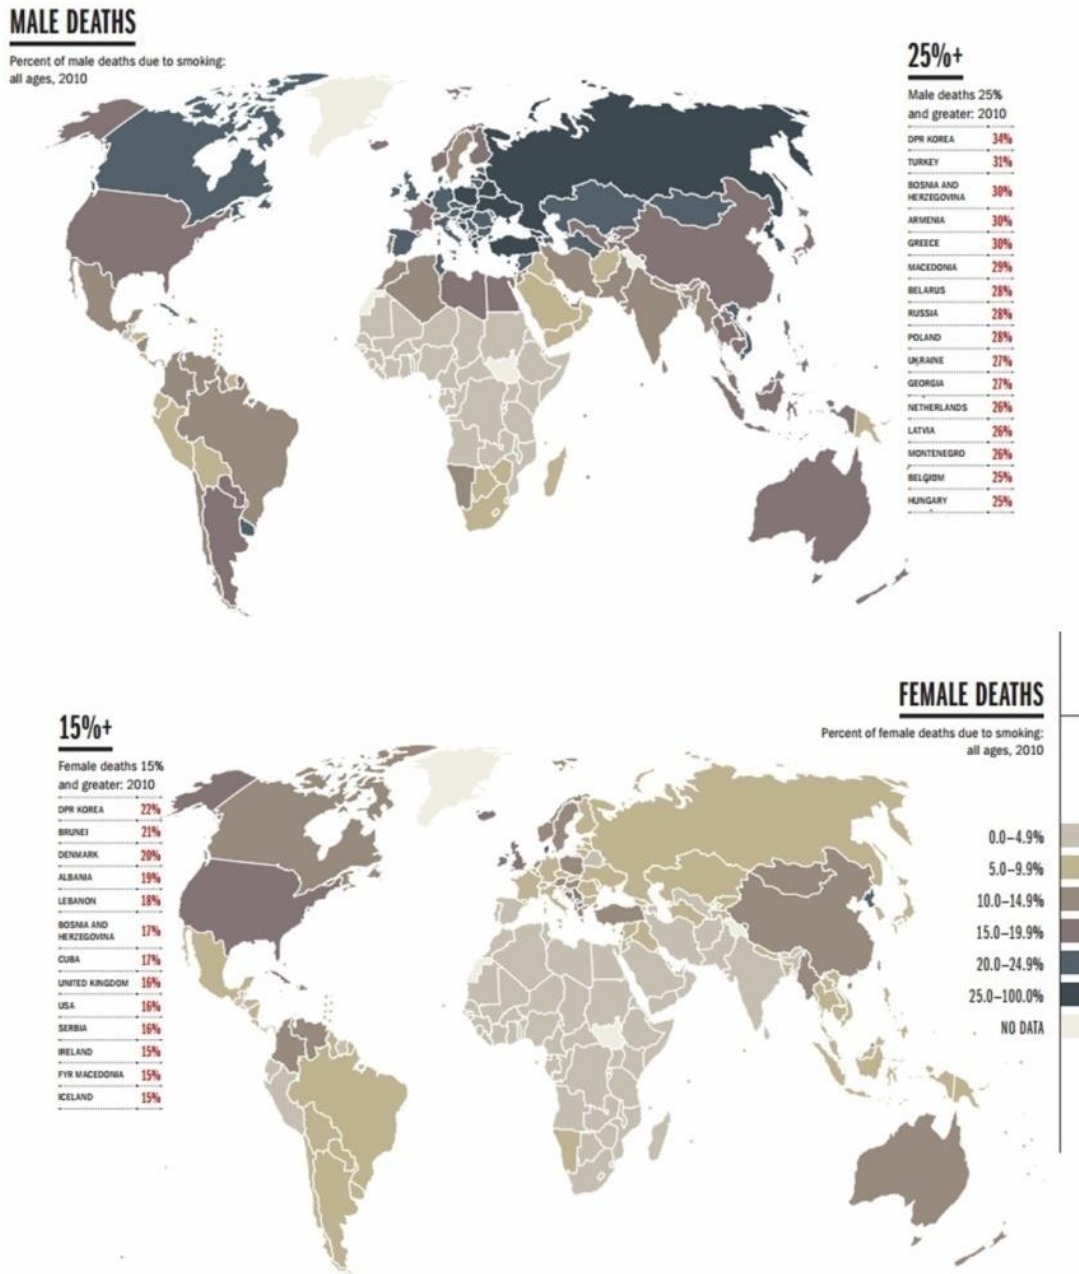 MALE DEATHS
Percent of male deaths due to smoking:
all ages, 2010
25%+
Male deaths 25%
and greater: 2010
DPR KOREA 34%
TURKEY 31%
BOSNIA AND
HERZEGOVINA 30%
ARMENIA 30%
GREECE 30%
MACEDONIA 29%
BELARUS 28%
RUSSIA 28%
POLAND 28%
UKRAINE 27%
GEORGIA 27%
NETHERLANDS 26%
LATVIA 26%
MONTENEGRO 26%
BELGIUM 25%
HUNGARY 25%
FEMALE DEATHS
Percent of female deaths due to smoking:
all ages, 2010
15%+
Female deaths 15%
and greater: 2010
DPR KOREA 22%
BRUNEI 21%
DENMARK 20%
ALBANIA 19%
LEBANON 18%
BOSNIA AND
HERZEGOVINA 17%
CUBA 17%
UNITED KINGDOM 16%
USA 16%
SERBIA 16%
IRELAND 15%
FYR MACEDONIA 15%
ICELAND 15%
0.0–4.9%
5.0–9.9%
10.0–14.9%
15.0–19.9%
20.0–24.9%
25.0–100.0%
NO DATA